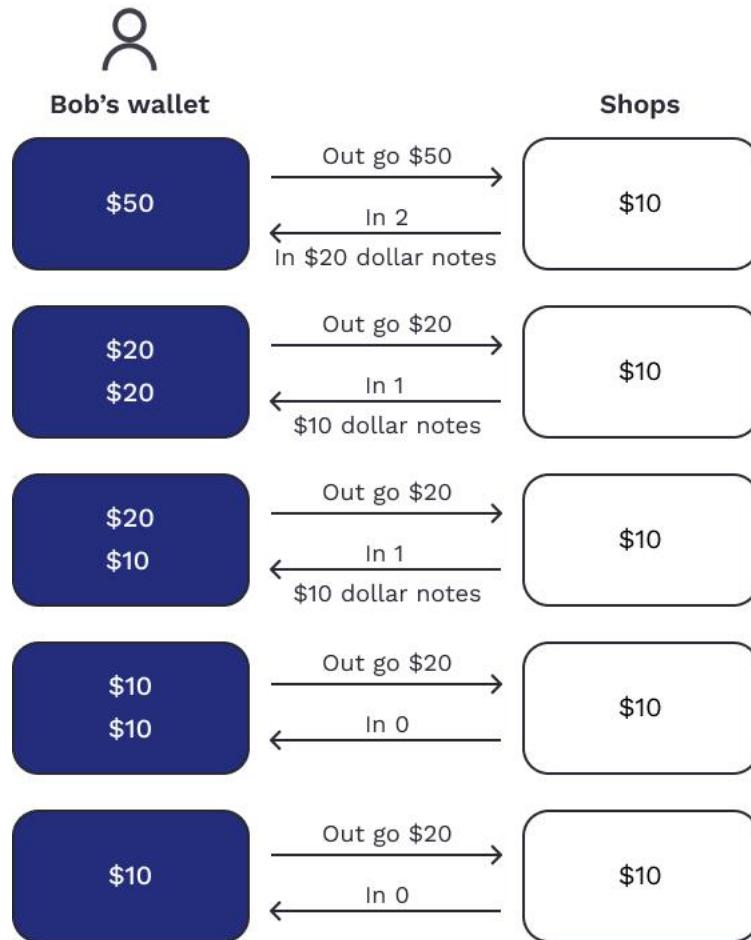 Bob's wallet
Shops
$50
Out go $50
In 2
In $20 dollar notes
$10
$20
$20
Out go $20
In 1
$10 dollar notes
$10
$20
$10
Out go $20
In 1
$10 dollar notes
$10
$10
$10
Out go $20
In 0
$10
$10
Out go $20
In 0
$10